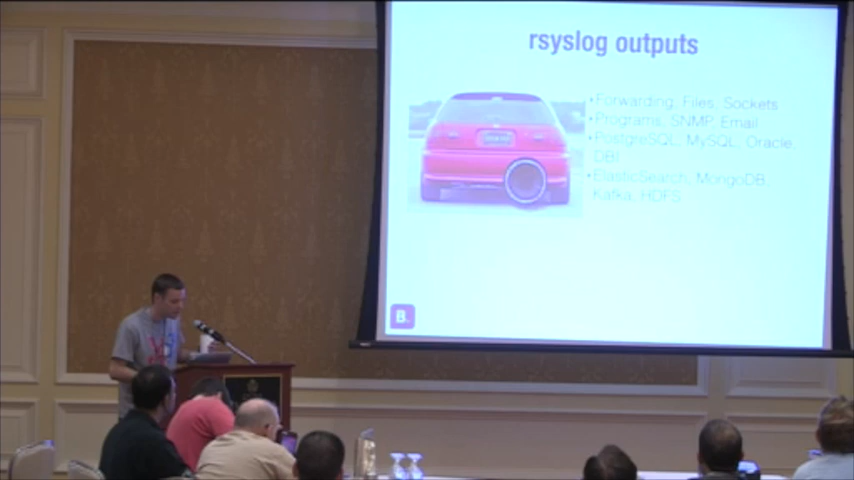 rsyslog outputs
•Forwarding, Files, Sockets
•Programs, SNMP, Email
•PostgreSQL, MySQL, Oracle,
DBI
•ElasticSearch, MongoDB,
Kafka, HDFS
B.